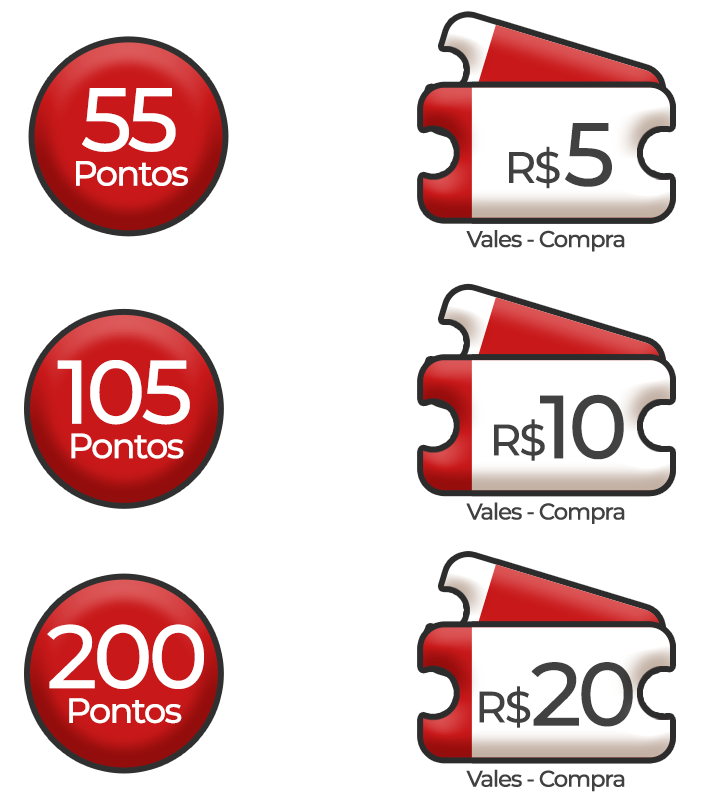 55
Pontos
R$ 5
Vales - Compra
105
Pontos
R$10
Vales - Compra
200
Pontos
R$20
Vales - Compra